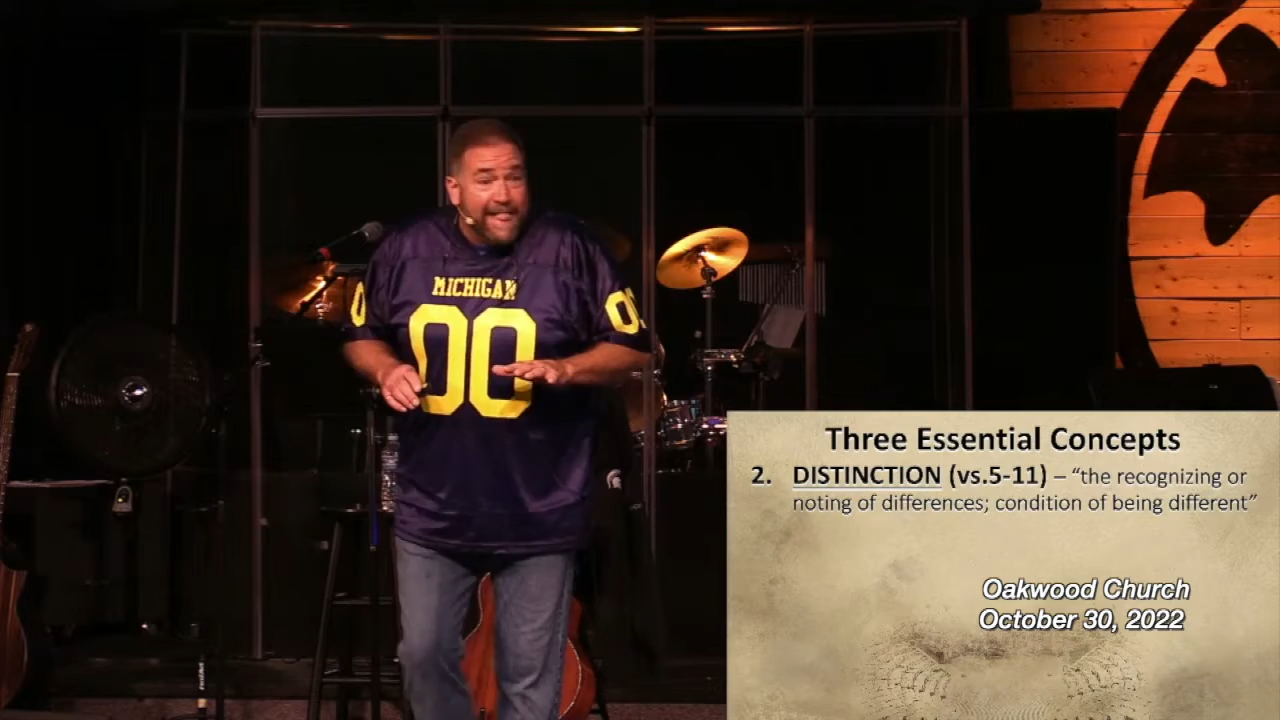 MICHIGAN
0 00 00
Three Essential Concepts
2. DISTINCTION (vs.5-11) – “the recognizing or
noting of differences; condition of being different”
Oakwood Church
October 30, 2022